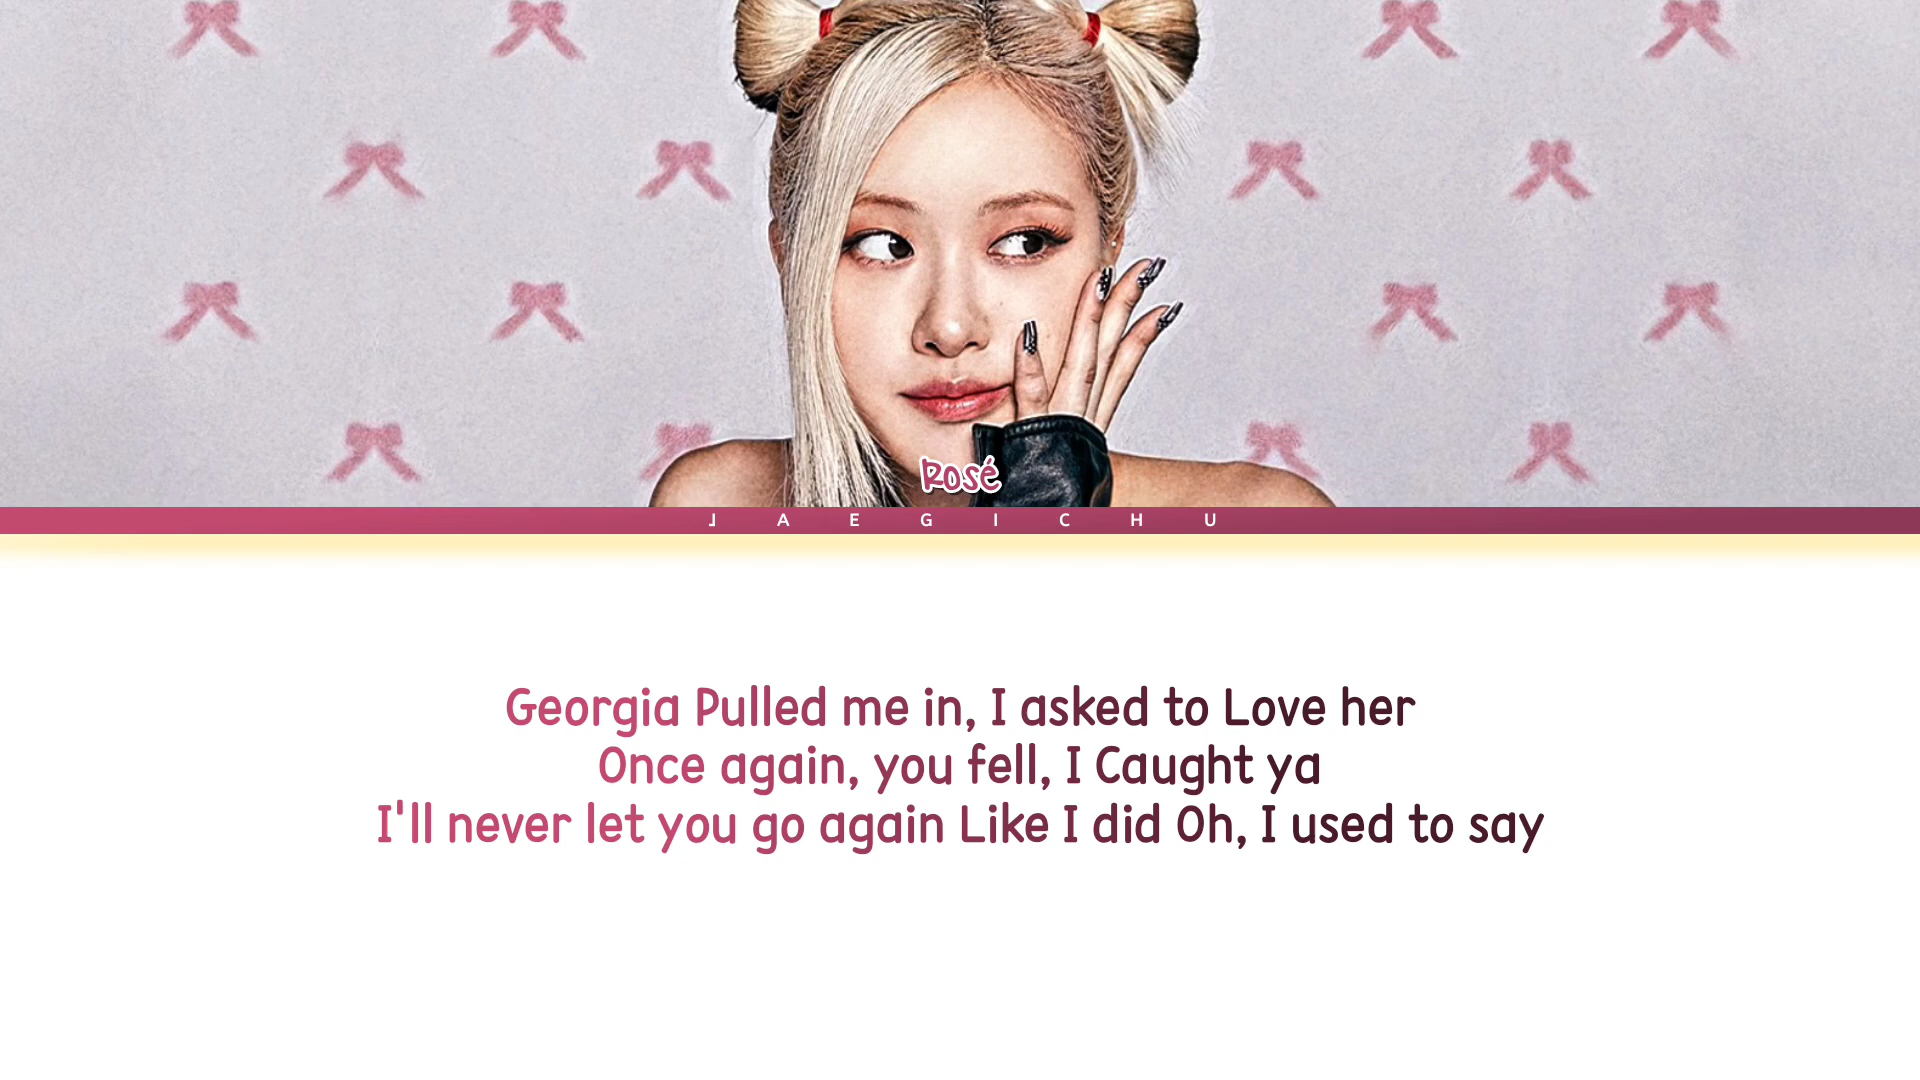 Rosé
JAEGICHU
Georgia Pulled me in, I asked to Love her
Once again, you fell, I Caught ya
I'll never let you go again Like I did Oh, I used to say